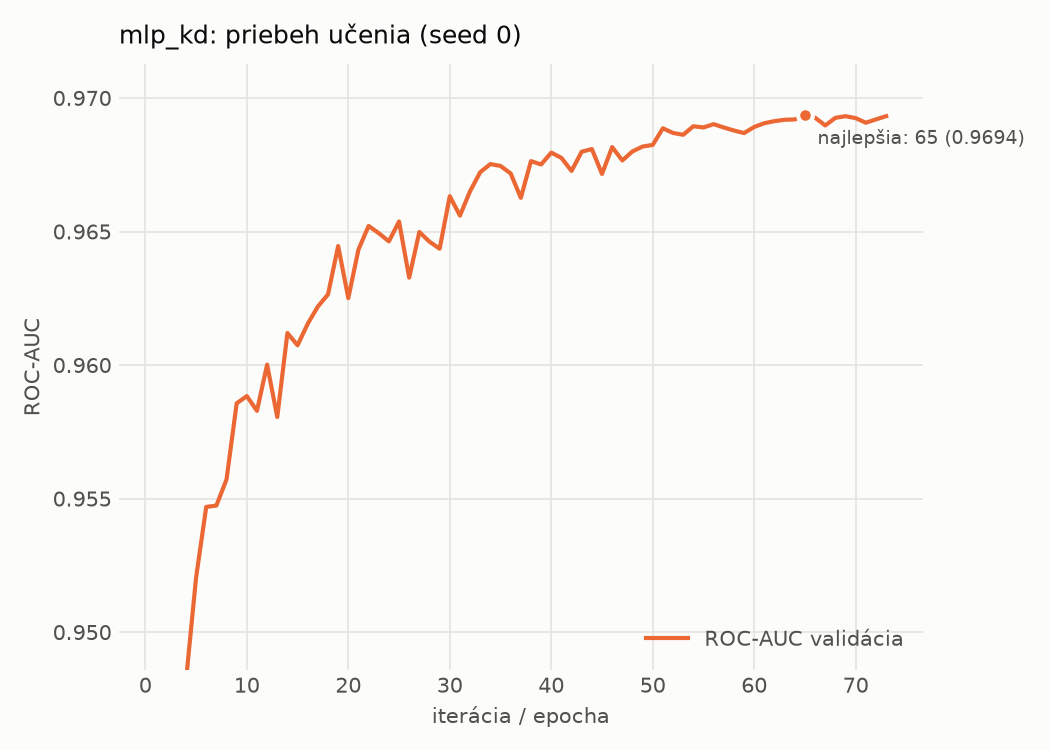 mlp_kd: priebeh učenia (seed 0)
0.970
najlepšia: 65 (0.9694)
0.965
0.960
0.955
0.950
ROC-AUC
ROC-AUC validácia
0 10 20 30 40 50 60 70
iterácia / epocha